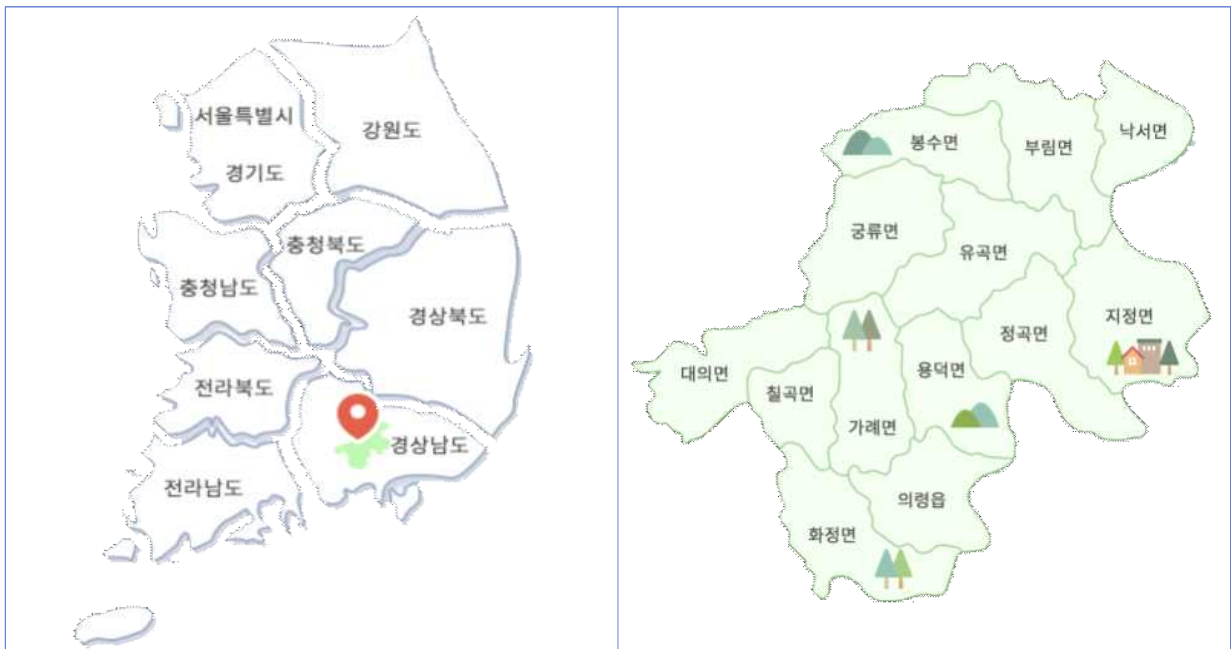 서울특별시
강원도
경기도
충청북도
충청남도
경상북도
전라북도
경상남도
전라남도
낙서면
봉수면
부림면
궁류면
유곡면
지정면
정곡면
대의면
용덕면
칠곡면
가례면
의령읍
화정면